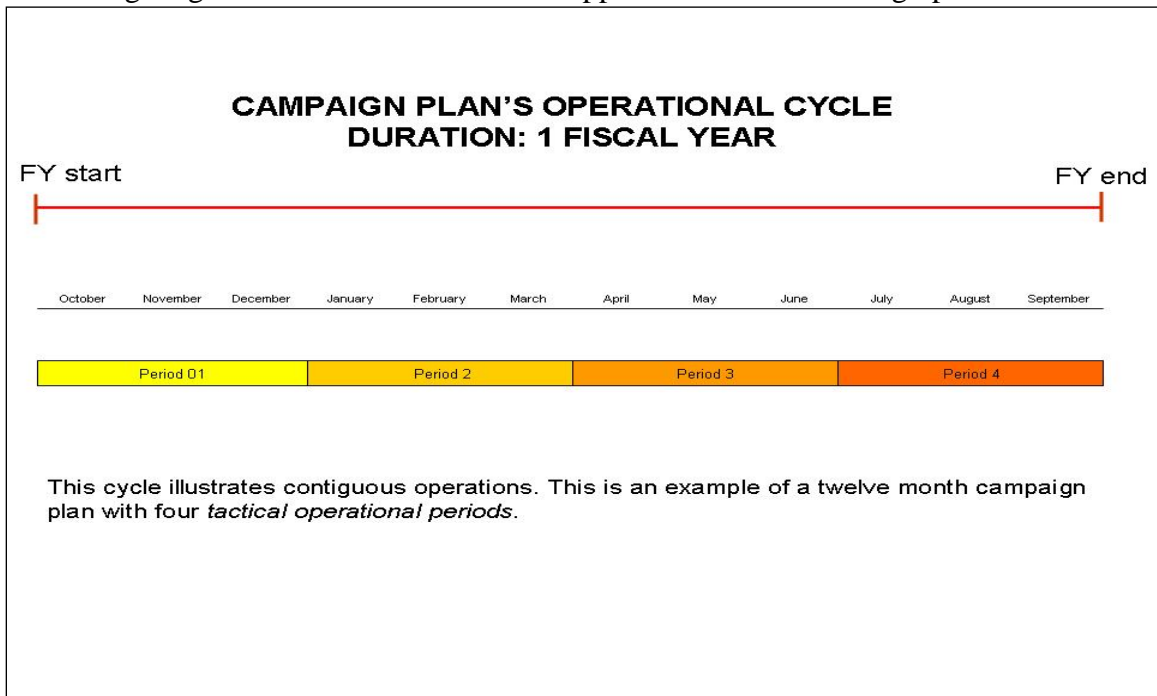 CAMPAIGN PLAN'S OPERATIONAL CYCLE
DURATION: 1 FISCAL YEAR
FY start
FY end
October November December January February March April May June July August September
Period 01 Period 2 Period 3 Period 4
This cycle illustrates contiguous operations. This is an example of a twelve month campaign
plan with four tactical operational periods.